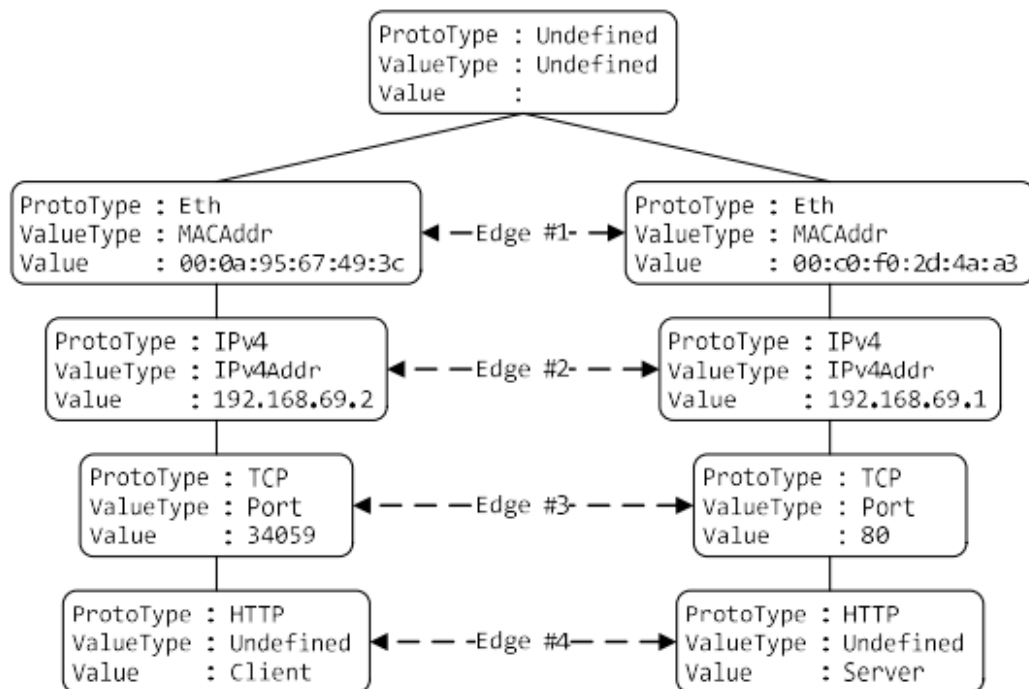 ProtoType : Undefined
ValueType : Undefined
Value :
ProtoType : Eth
ValueType : MACAddr
Value : 00:0a:95:67:49:3c
Edge #1
ProtoType : Eth
ValueType : MACAddr
Value : 00:c0:f0:2d:4a:a3
ProtoType : IPv4
ValueType : IPv4Addr
Value : 192.168.69.2
Edge #2
ProtoType : IPv4
ValueType : IPv4Addr
Value : 192.168.69.1
ProtoType : TCP
ValueType : Port
Value : 34059
Edge #3
ProtoType : TCP
ValueType : Port
Value : 80
ProtoType : HTTP
ValueType : Undefined
Value : Client
Edge #4
ProtoType : HTTP
ValueType : Undefined
Value : Server